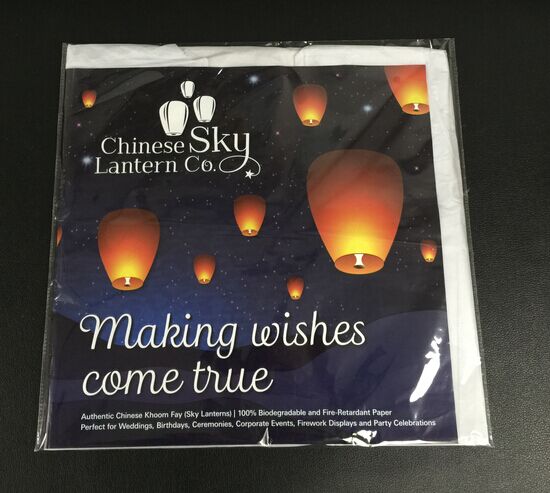 Chinese Sky
Lantern Co.
Making wishes
come true
Authentic Chinese Khoom Fay (Sky Lanterns) | 100% Biodegradable and Fire-Retardant Paper
Perfect for Weddings, Birthdays, Ceremonies, Corporate Events, Firework Displays and Party Celebrations